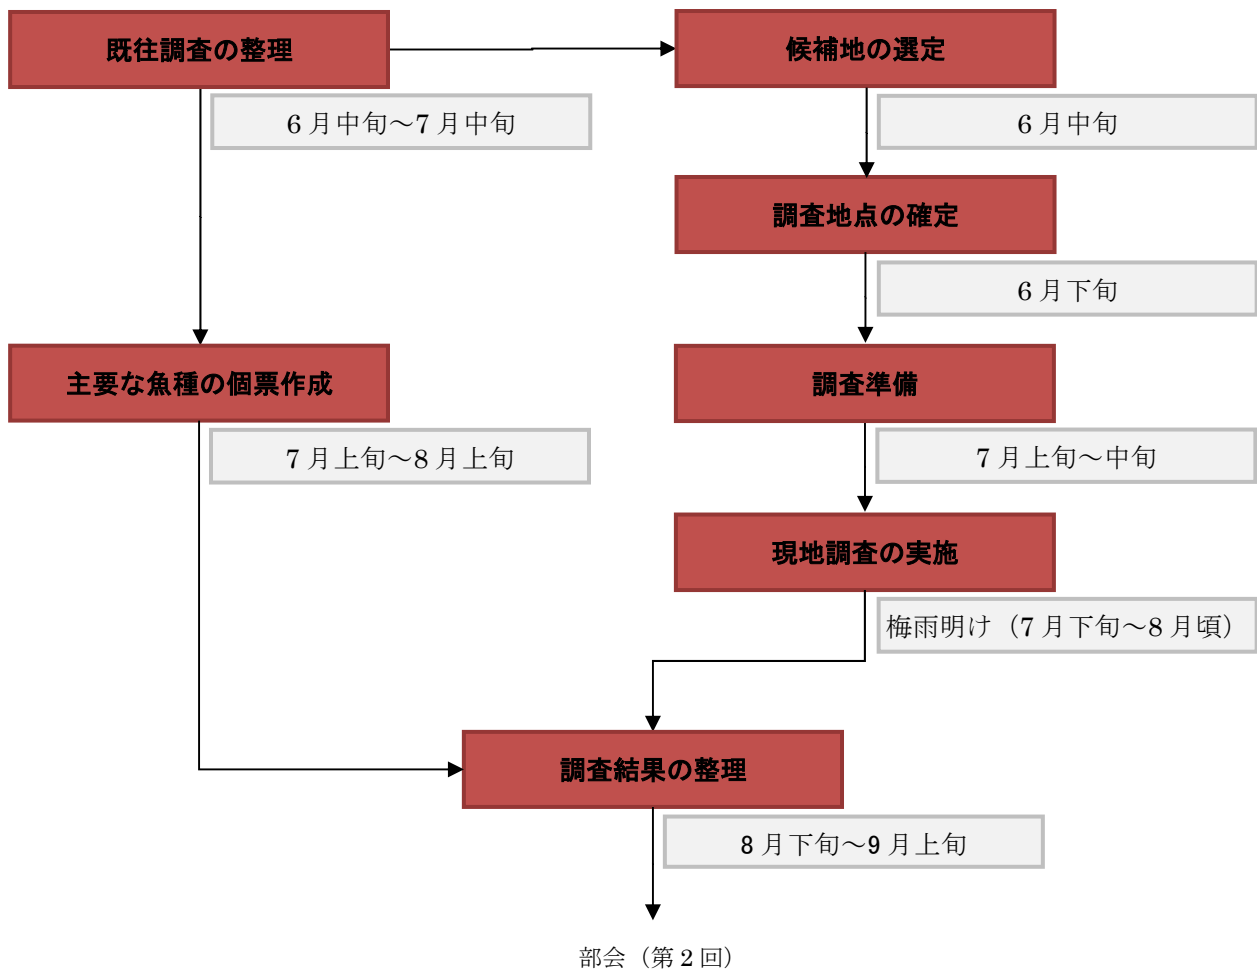 既往調査の整理
候補地の選定
6月中旬～7月中旬
6月中旬
調査地点の確定
6月下旬
主要な魚種の個票作成
調査準備
7月上旬～8月上旬
7月上旬～中旬
現地調査の実施
梅雨明け（7月下旬～8月頃）
調査結果の整理
8月下旬～9月上旬
部会（第2回）